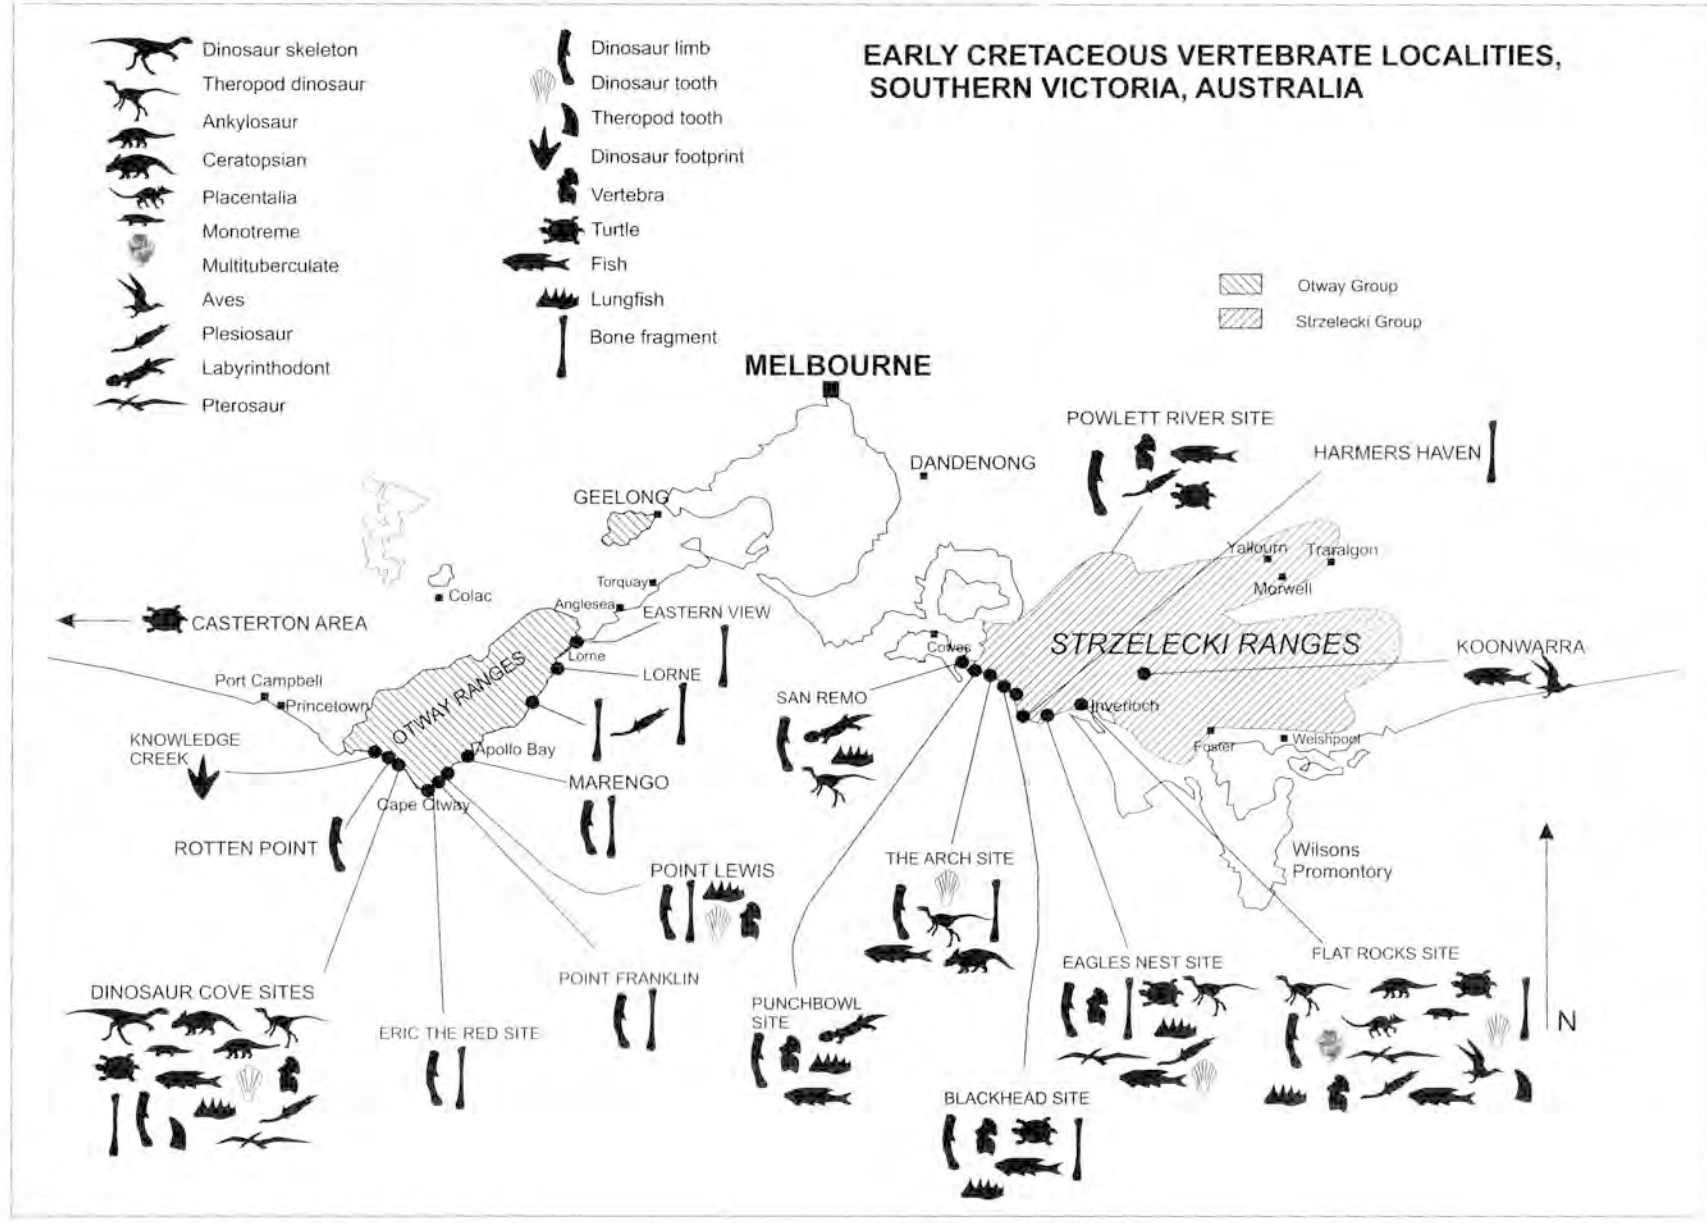 EARLY CRETACEOUS VERTEBRATE LOCALITIES,
SOUTHERN VICTORIA, AUSTRALIA
Dinosaur skeleton
Theropod dinosaur
Ankylosaur
Ceratopsian
Placentalia
Monotreme
Multituberculate
Aves
Plesiosaur
Labyrinthodont
Pterosaur
Dinosaur limb
Dinosaur tooth
Theropod tooth
Dinosaur footprint
Vertebra
Turtle
Fish
Lungfish
Bone fragment
Otway Group
Strzelecki Group
MELBOURNE
DANDENONG
GEELONG
POWLETT RIVER SITE
HARMERS HAVEN
Yallourn
Traralgon
Morwell
Torquay
Anglesea
Colac
EASTERN VIEW
CASTERTON AREA
Lorne
LORNE
OTWAY RANGES
Port Campbell
Princetown
KNOWLEDGE
CREEK
Apollo Bay
MARENGO
Cape Otway
ROTTEN POINT
STRZELECKI RANGES
Cowes
KOONWARRA
SAN REMO
Inverloch
Foster
Welshpool
Wilsons
Promontory
POINT LEWIS
THE ARCH SITE
POINT FRANKLIN
EAGLES NEST SITE
FLAT ROCKS SITE
DINOSAUR COVE SITES
ERIC THE RED SITE
PUNCHBOWL
SITE
N
BLACKHEAD SITE